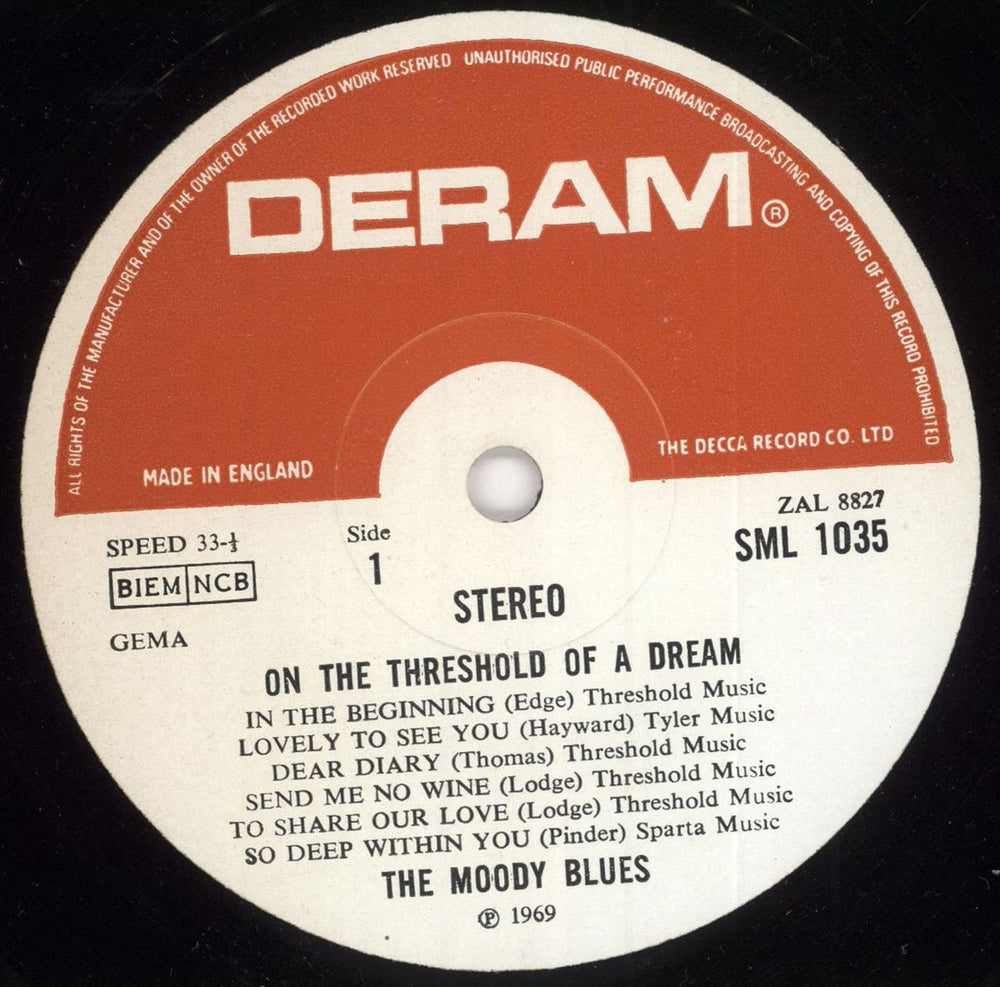 ALL RIGHTS OF THE MANUFACTURER AND OF THE OWNER OF THE RECORDED WORK RESERVED UNAUTHORISED PUBLIC PERFORMANCE BROADCASTING AND COPYING OF THIS RECORD PROHIBITED
DERAM®
MADE IN ENGLAND
THE DECCA RECORD CO. LTD
SPEED 33-⅓
BIEM NCB
GEMA
Side
1
ZAL 8827
SML 1035
STEREO
ON THE THRESHOLD OF A DREAM
IN THE BEGINNING (Edge) Threshold Music
LOVELY TO SEE YOU (Hayward) Tyler Music
DEAR DIARY (Thomas) Threshold Music
SEND ME NO WINE (Lodge) Threshold Music
TO SHARE OUR LOVE (Lodge) Threshold Music
SO DEEP WITHIN YOU (Pinder) Sparta Music
THE MOODY BLUES
℗ 1969